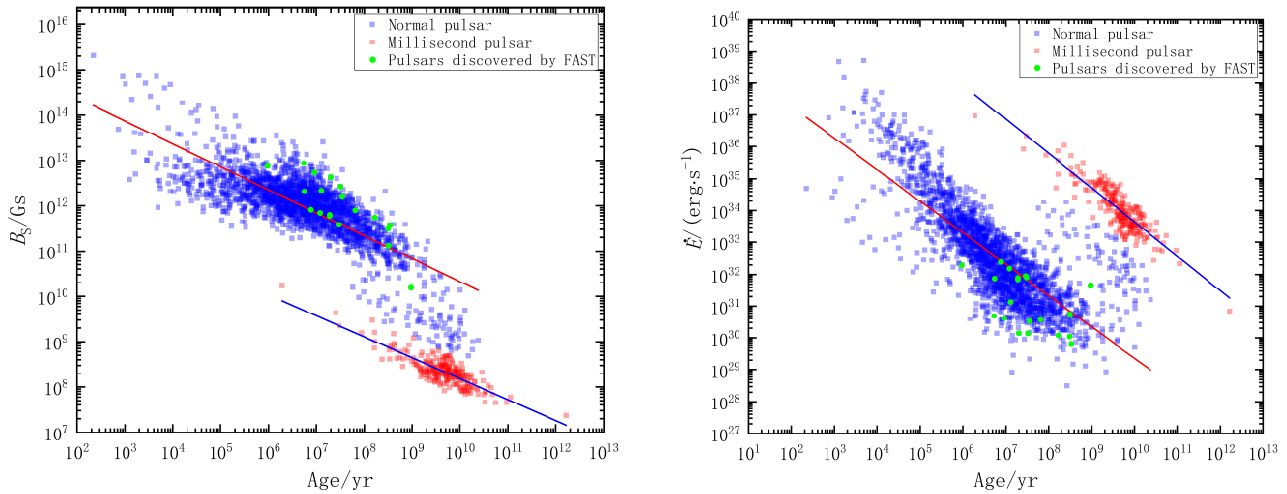 10^16
10^15
10^14
10^13
10^12
10^11
10^10
10^9
10^8
10^7
B_S/Gs
Normal pulsar
Millisecond pulsar
Pulsars discovered by FAST
10^2 10^3 10^4 10^5 10^6 10^7 10^8 10^9 10^10 10^11 10^12 10^13
Age/yr
10^40
10^39
10^38
10^37
10^36
10^35
10^34
10^33
10^32
10^31
10^30
10^29
10^28
10^27
Ė/(erg·s^−1)
Normal pulsar
Millisecond pulsar
Pulsars discovered by FAST
10^1 10^2 10^3 10^4 10^5 10^6 10^7 10^8 10^9 10^10 10^11 10^12 10^13
Age/yr